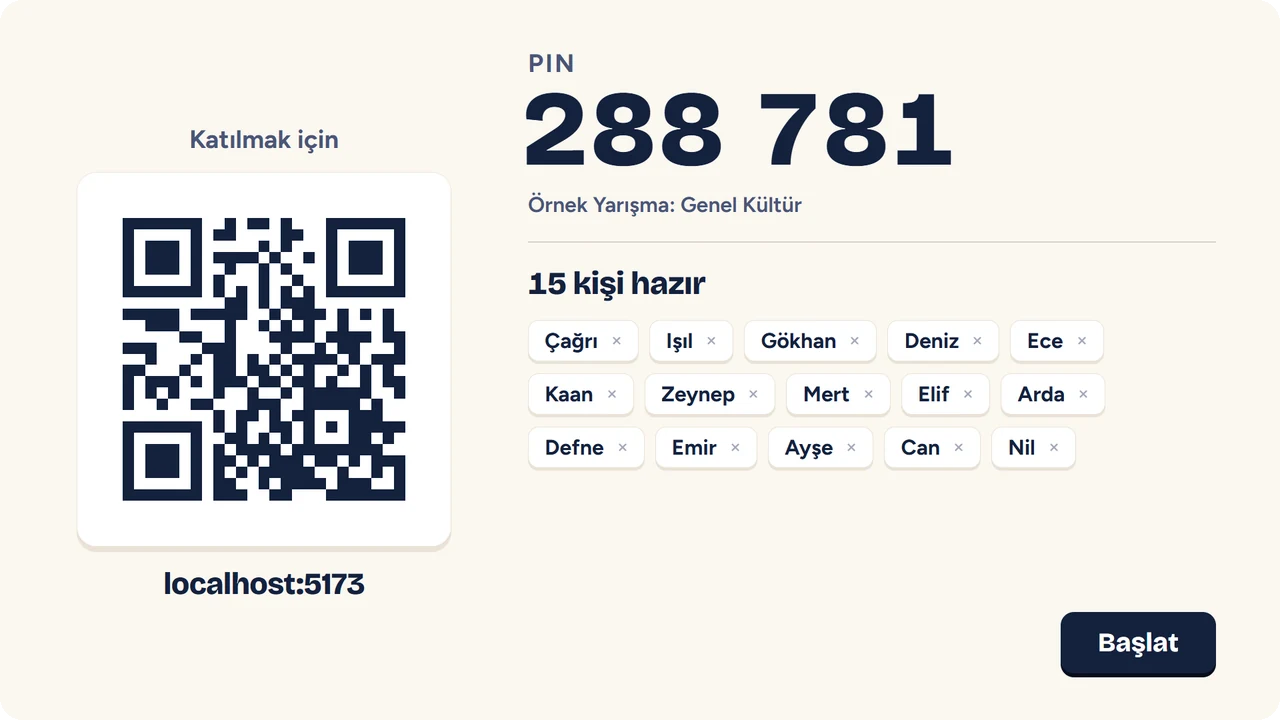 Katılmak için
localhost:5173
PIN
288 781
Örnek Yarışma: Genel Kültür
15 kişi hazır
Çağrı × Işıl × Gökhan × Deniz × Ece ×
Kaan × Zeynep × Mert × Elif × Arda ×
Defne × Emir × Ayşe × Can × Nil ×
Başlat